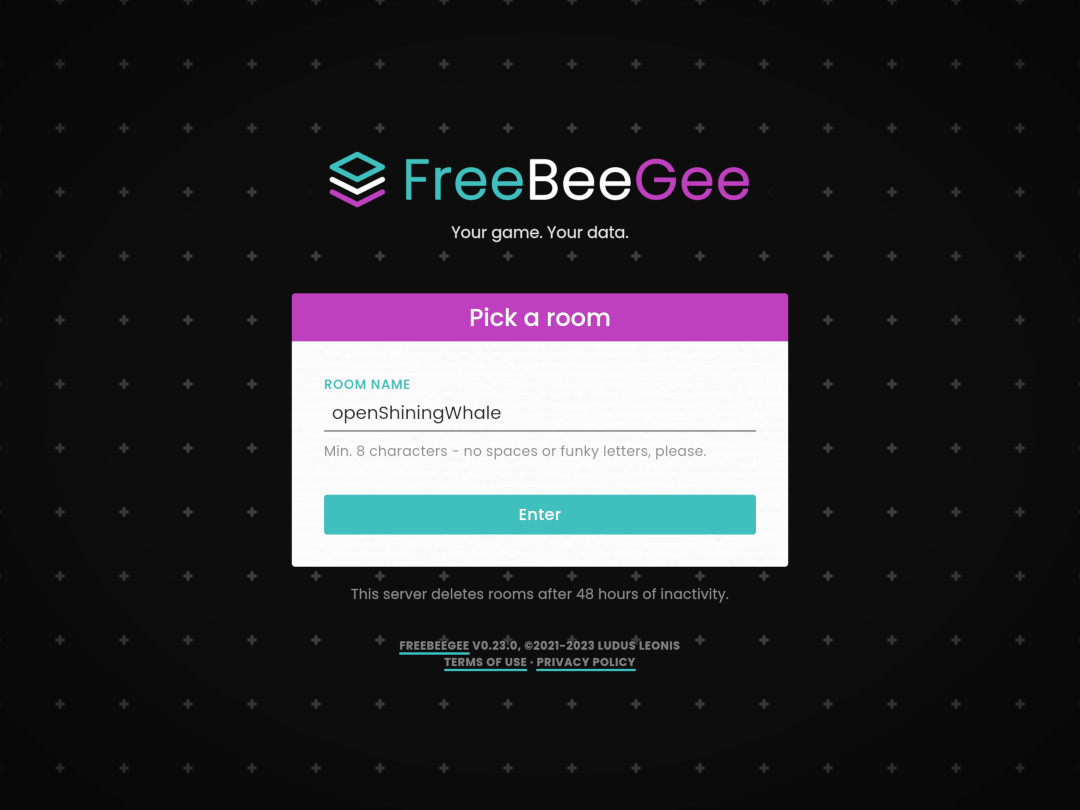 FreeBeeGee
Your game. Your data.
Pick a room
ROOM NAME
openShiningWhale
Min. 8 characters - no spaces or funky letters, please.
Enter
This server deletes rooms after 48 hours of inactivity.
FREEBEEGEE V0.23.0, ©2021-2023 LUDUS LEONIS
TERMS OF USE · PRIVACY POLICY